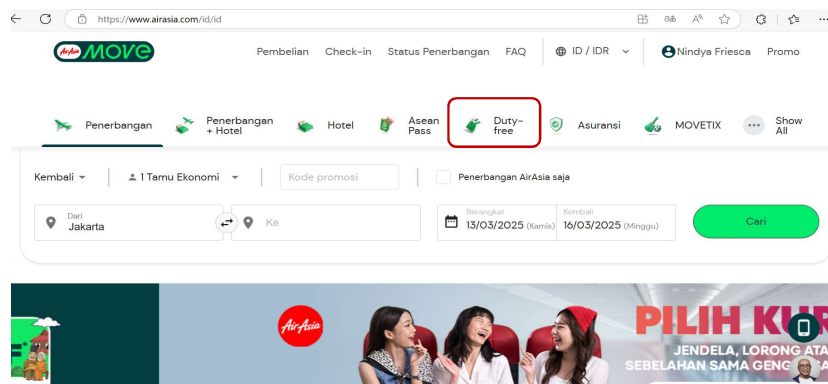 https://www.airasia.com/id/id
AirAsia MOVE
Pembelian Check-in Status Penerbangan FAQ ID / IDR Nindya Friesca Promo
Penerbangan
Penerbangan + Hotel
Hotel
Asean Pass
Duty-free
Asuransi
MOVETIX
Show All
Kembali
1 Tamu Ekonomi
Kode promosi
Penerbangan AirAsia saja
Dari
Jakarta
Ke
Berangkat
13/03/2025 (Kamis)
Kembali
16/03/2025 (Minggu)
Cari
AirAsia
PILIH KUR
JENDELA, LORONG ATA
SEBELAHAN SAMA GENG